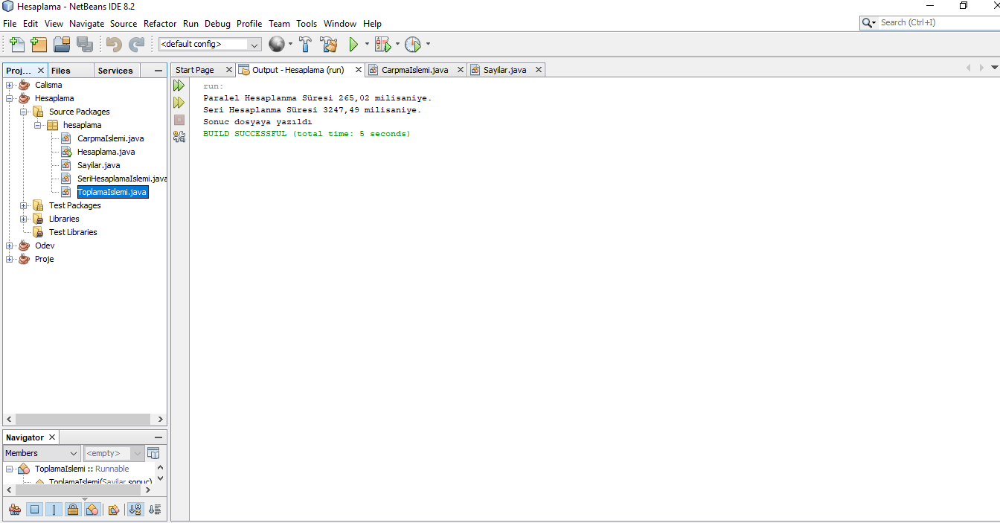 Hesaplama - NetBeans IDE 8.2
File Edit View Navigate Source Refactor Run Debug Profile Team Tools Window Help
Search (Ctrl+I)
<default config>
Proj... Files Services
Start Page Output - Hesaplama (run) CarpmaIslemi.java Sayilar.java
Calisma
Hesaplama
Source Packages
hesaplama
CarpmaIslemi.java
Hesaplama.java
Sayilar.java
SeriHesaplamaIslemi.java
ToplamaIslemi.java
Test Packages
Libraries
Test Libraries
Odev
Proje
run:
Paralel Hesaplanma Süresi 265,02 milisaniye.
Seri Hesaplanma Süresi 3247,49 milisaniye.
Sonuc dosyaya yazıldı
BUILD SUCCESSFUL (total time: 5 seconds)
Navigator
Members <empty>
ToplamaIslemi :: Runnable
ToplamaIslemi(Sayilar sonuc)